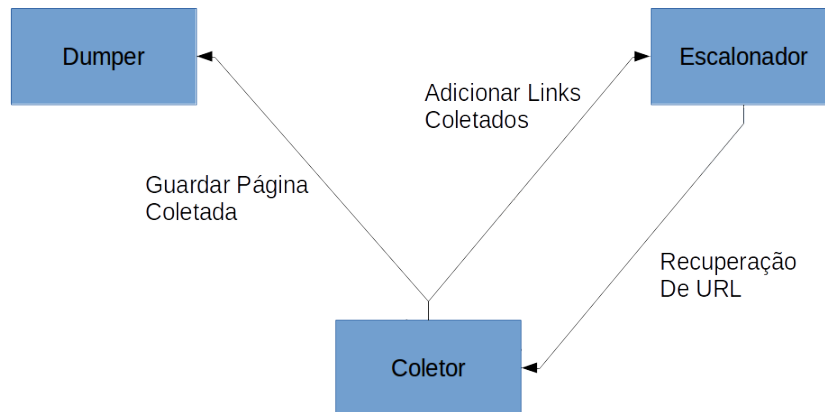 Dumper
Escalonador
Adicionar Links
Coletados
Guardar Página
Coletada
Recuperação
De URL
Coletor